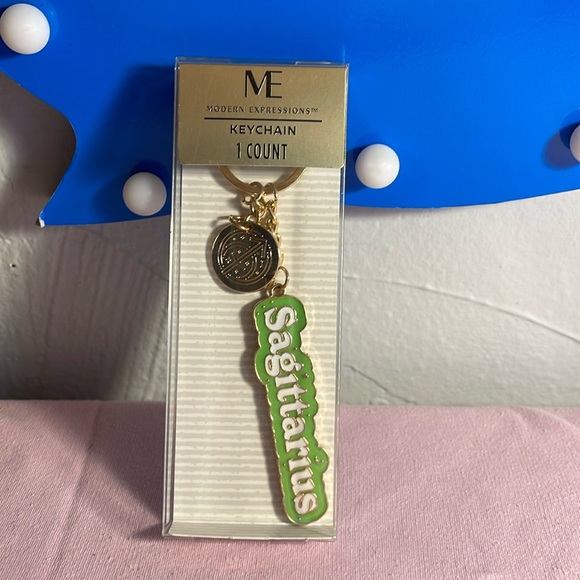 ME
MODERN EXPRESSIONS™
KEYCHAIN
1 COUNT
Sagittarius